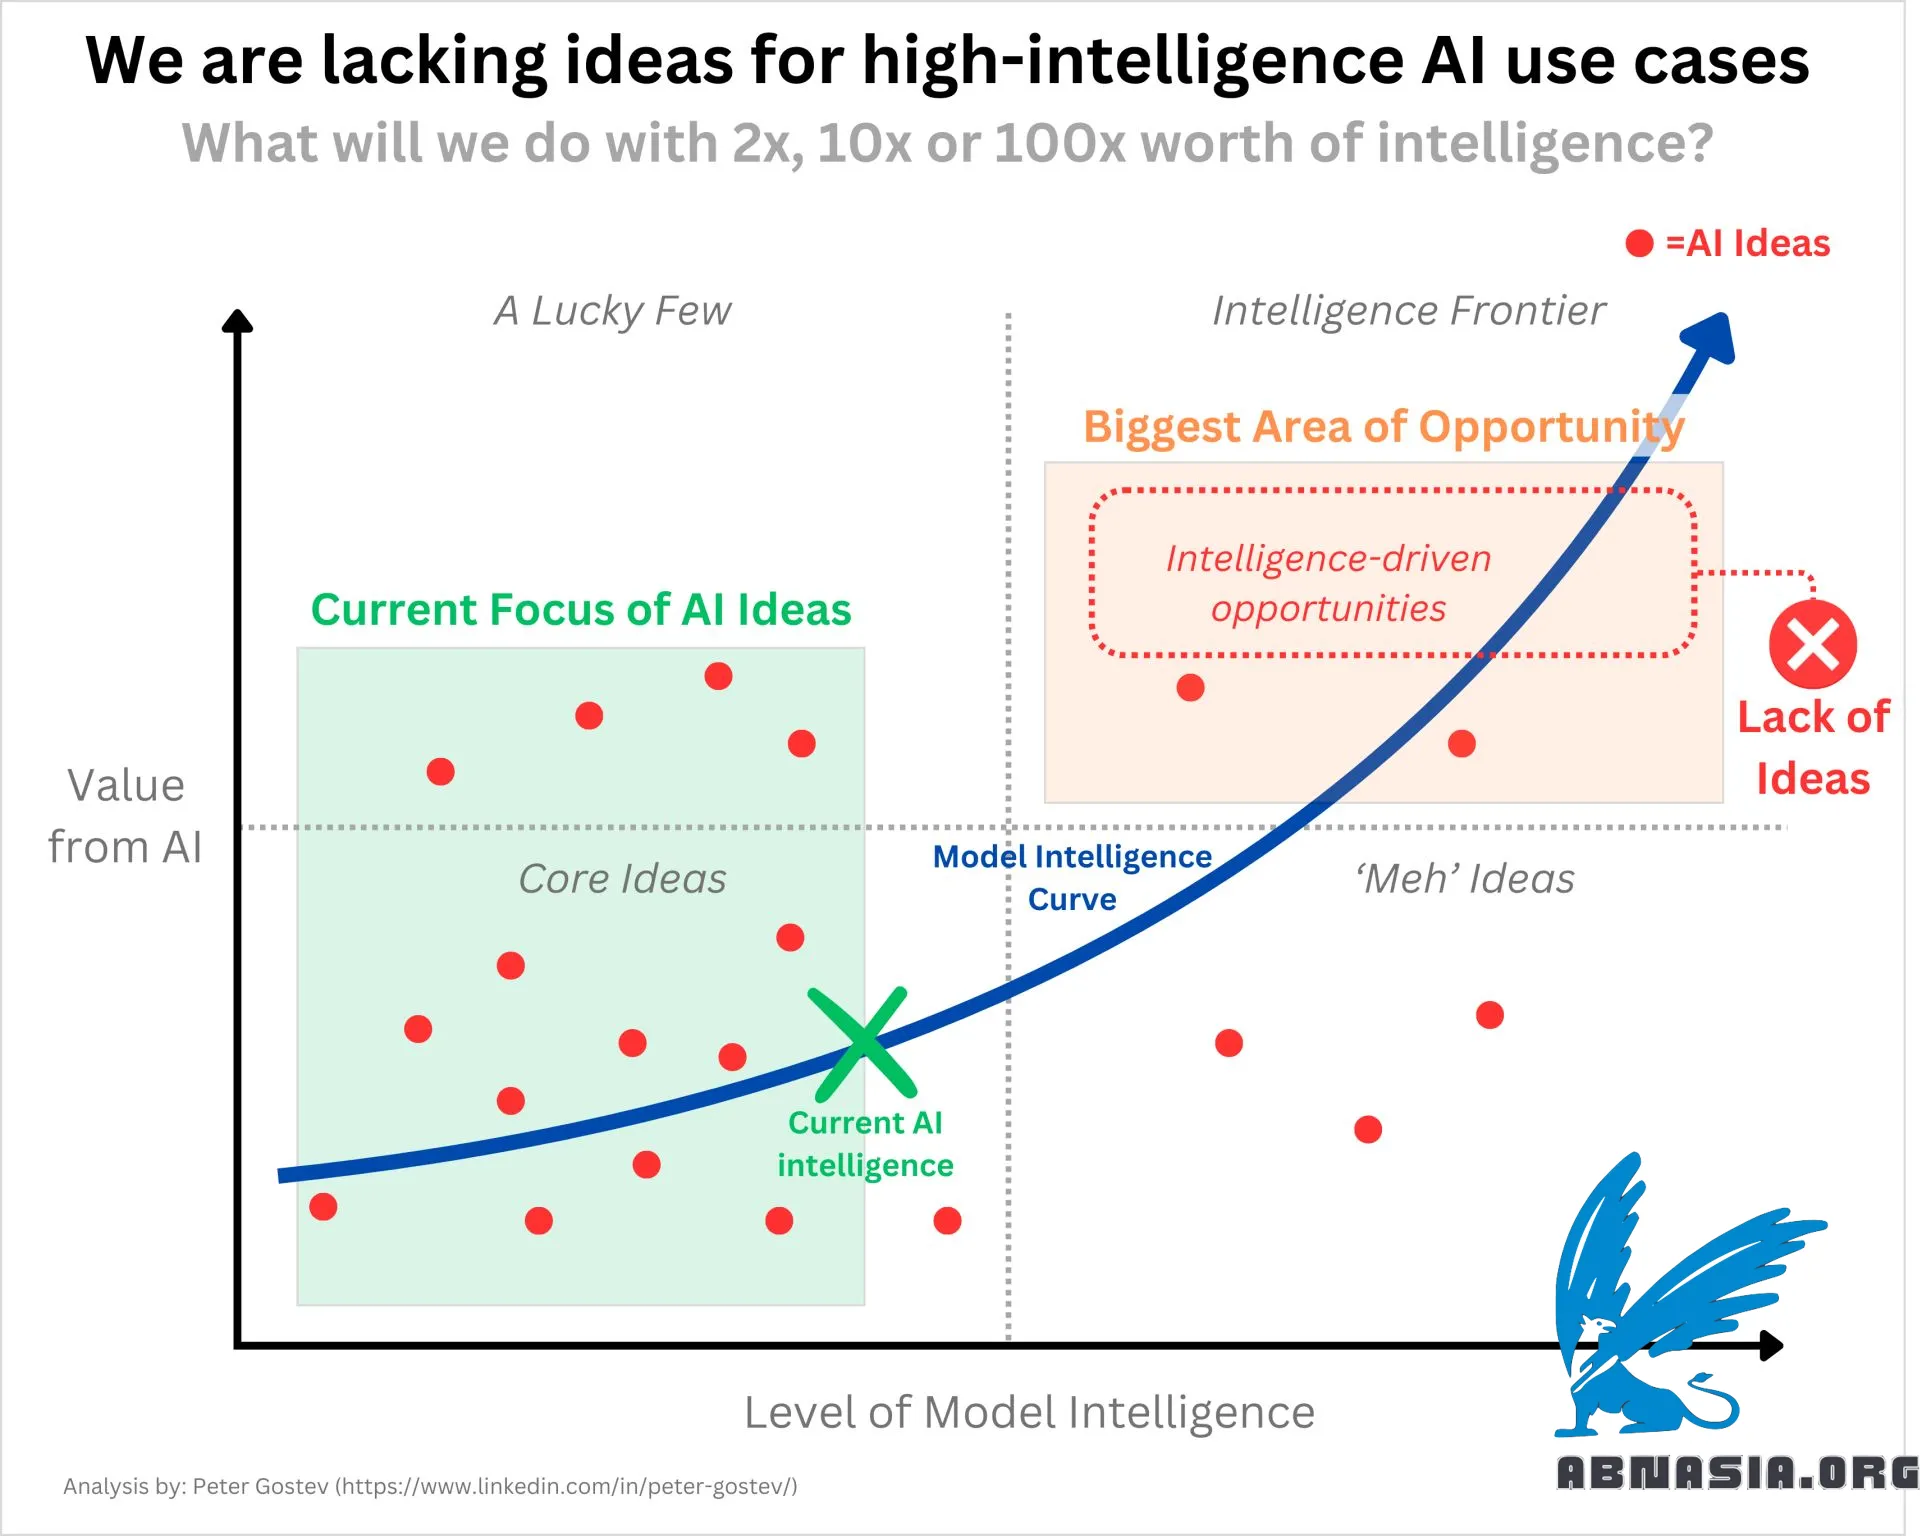 We are lacking ideas for high-intelligence AI use cases
What will we do with 2x, 10x or 100x worth of intelligence?
=AI Ideas
A Lucky Few
Intelligence Frontier
Biggest Area of Opportunity
Intelligence-driven
opportunities
Current Focus of AI Ideas
Lack of
Ideas
Value
from AI
Core Ideas
Model Intelligence
Curve
‘Meh’ Ideas
Current AI
intelligence
Level of Model Intelligence
Analysis by: Peter Gostev (https://www.linkedin.com/in/peter-gostev/)
ABNASIA.ORG